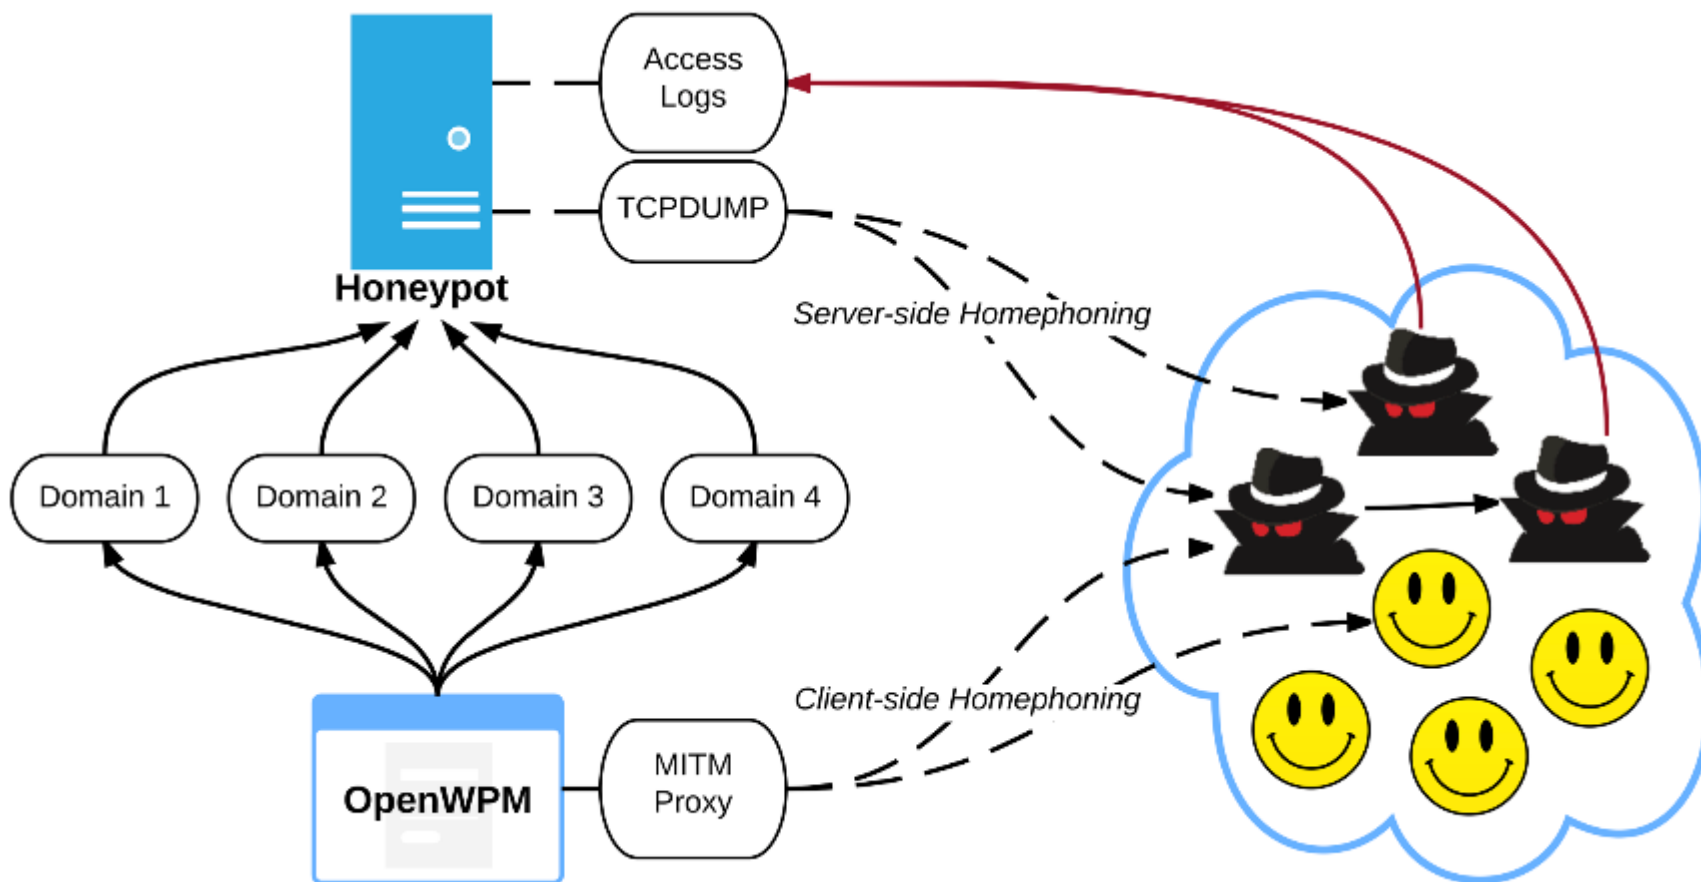 Access
Logs
TCPDUMP
Honeypot
Server-side Homephoning
Domain 1
Domain 2
Domain 3
Domain 4
Client-side Homephoning
OpenWPM
MITM
Proxy